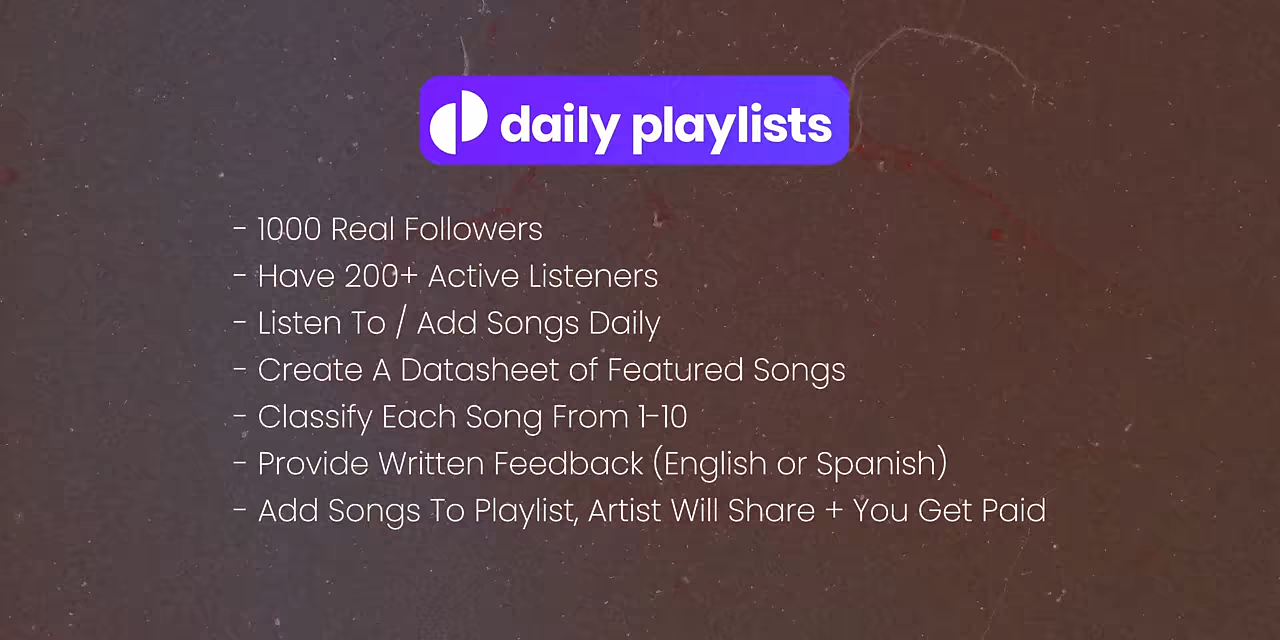 daily playlists
- 1000 Real Followers
- Have 200+ Active Listeners
- Listen To / Add Songs Daily
- Create A Datasheet of Featured Songs
- Classify Each Song From 1-10
- Provide Written Feedback (English or Spanish)
- Add Songs To Playlist, Artist Will Share + You Get Paid